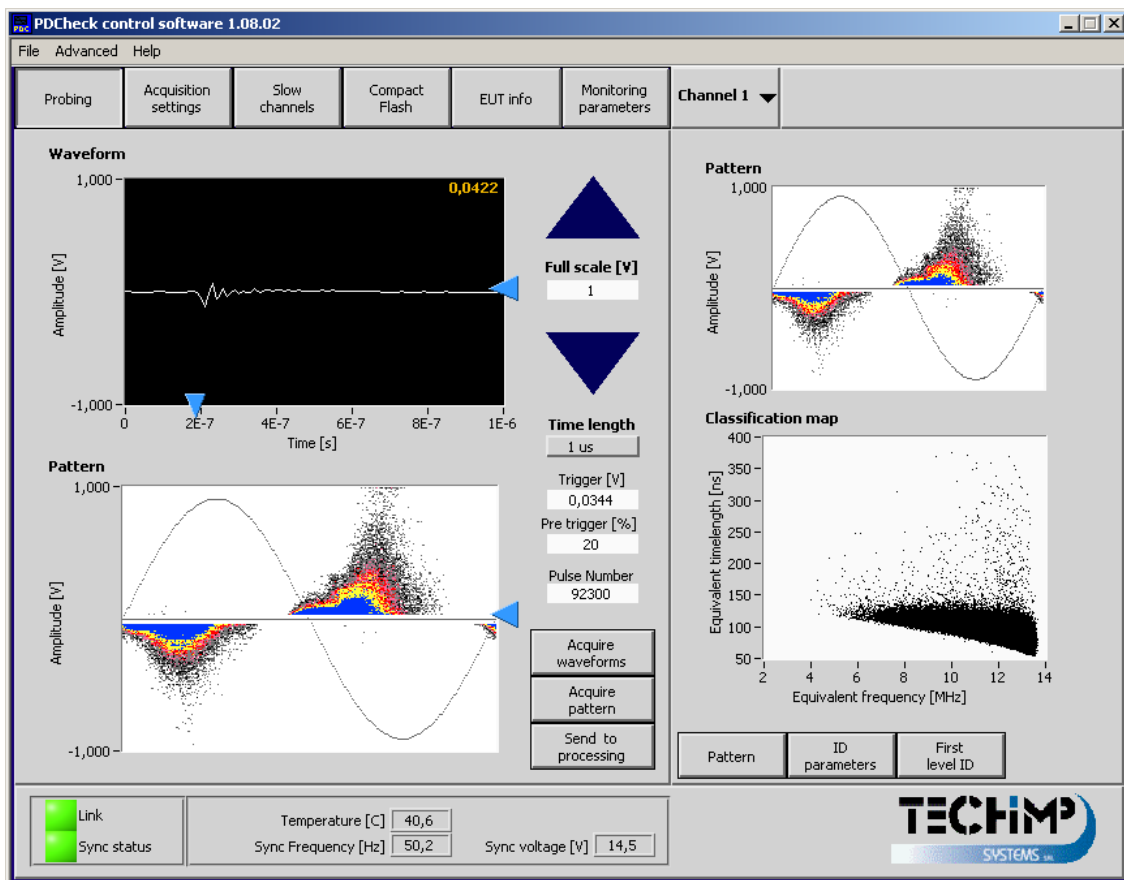 PDCheck control software 1.08.02
File Advanced Help
Probing
Acquisition
settings
Slow
channels
Compact
Flash
EUT info
Monitoring
parameters
Channel 1
Waveform
0,0422
1,000
Amplitude [V]
-1,000
0 2E-7 4E-7 6E-7 8E-7 1E-6
Time [s]
Full scale [V]
1
Time length
1 us
Trigger [V]
0,0344
Pre trigger [%]
20
Pulse Number
92300
Pattern
1,000
Amplitude [V]
-1,000
Acquire
waveforms
Acquire
pattern
Send to
processing
Pattern
1,000
Amplitude [V]
-1,000
Classification map
400
350
300
250
200
150
100
50
Equivalent timelength [ns]
2 4 6 8 10 12 14
Equivalent frequency [MHz]
Pattern
ID
parameters
First
level ID
Link
Sync status
Temperature [C] 40,6
Sync Frequency [Hz] 50,2
Sync voltage [V] 14,5
TECHiMP
SYSTEMS SRL